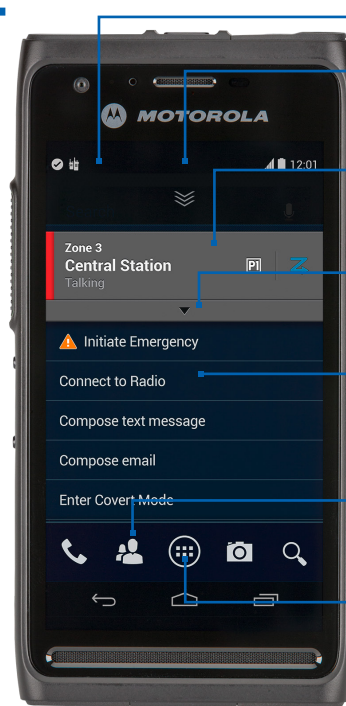 MOTOROLA
12:01
Zone 3
Central Station
P1
Talking
Initiate Emergency
Connect to Radio
Compose text message
Compose email
Enter Covert Mode